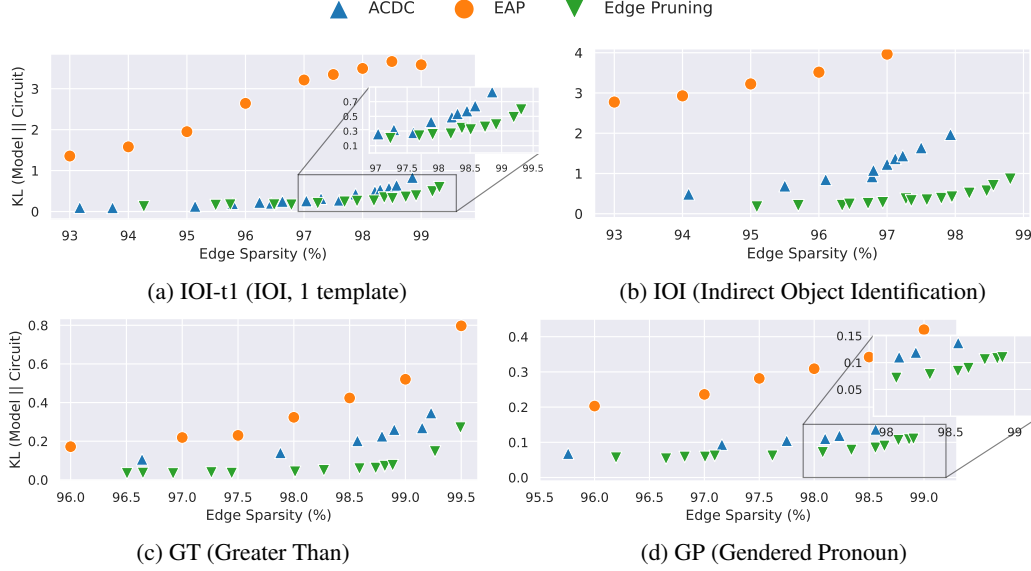 ACDC EAP Edge Pruning
KL (Model || Circuit)
3
2
1
0
0.7
0.5
0.3
0.1
97 97.5 98 98.5 99 99.5
93 94 95 96 97 98 99
Edge Sparsity (%)
(a) IOI-t1 (IOI, 1 template)
4
3
2
1
0
93 94 95 96 97 98 99
Edge Sparsity (%)
(b) IOI (Indirect Object Identification)
KL (Model || Circuit)
0.8
0.6
0.4
0.2
0.0
96.0 96.5 97.0 97.5 98.0 98.5 99.0 99.5
Edge Sparsity (%)
(c) GT (Greater Than)
0.4
0.3
0.2
0.1
0.0
0.15
0.1
0.05
98 98.5 99
95.5 96.0 96.5 97.0 97.5 98.0 98.5 99.0
Edge Sparsity (%)
(d) GP (Gendered Pronoun)